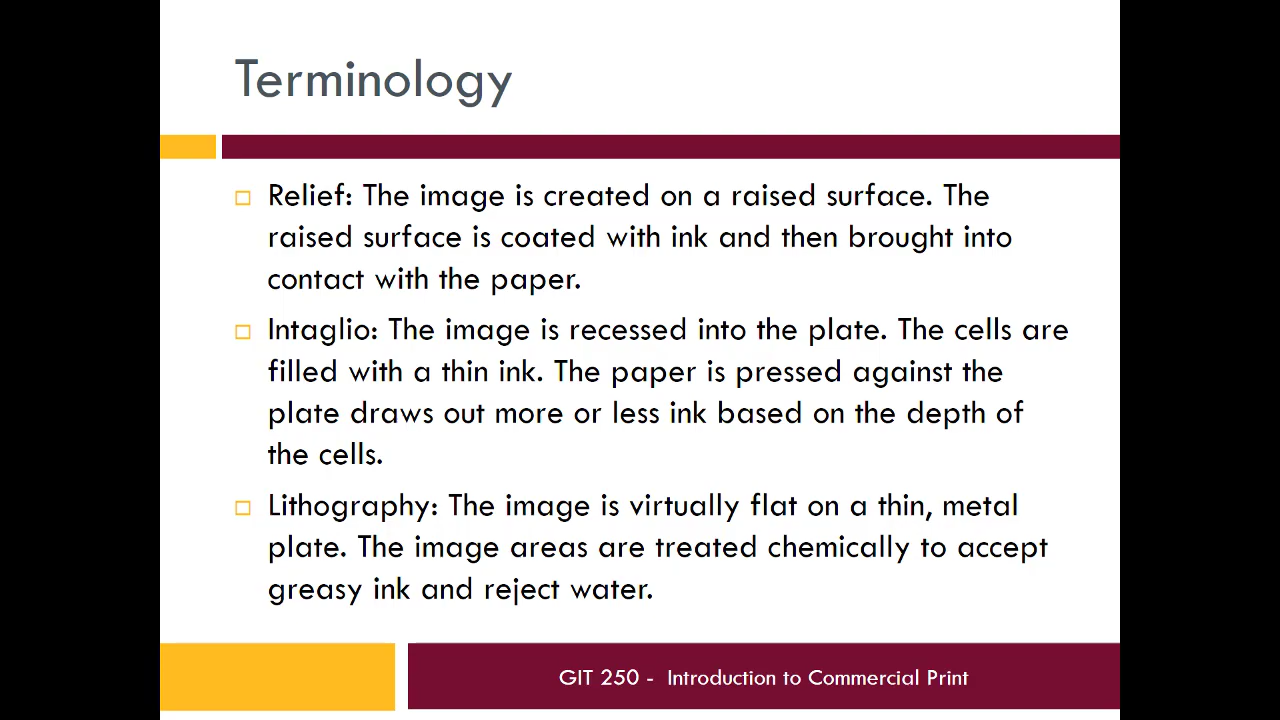 Terminology
Relief: The image is created on a raised surface. The
raised surface is coated with ink and then brought into
contact with the paper.
Intaglio: The image is recessed into the plate. The cells are
filled with a thin ink. The paper is pressed against the
plate draws out more or less ink based on the depth of
the cells.
Lithography: The image is virtually flat on a thin, metal
plate. The image areas are treated chemically to accept
greasy ink and reject water.
GIT 250 - Introduction to Commercial Print